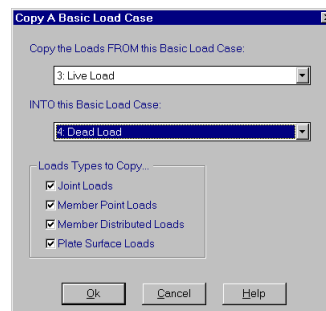 Copy A Basic Load Case
Copy the Loads FROM this Basic Load Case:
3: Live Load
INTO this Basic Load Case:
4: Dead Load
Loads Types to Copy...
Joint Loads
Member Point Loads
Member Distributed Loads
Plate Surface Loads
Ok Cancel Help